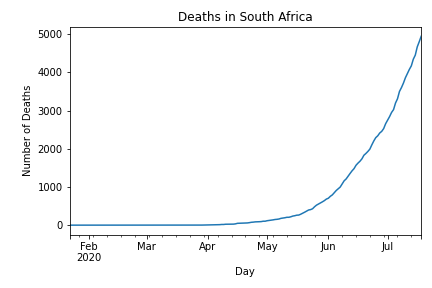 Deaths in South Africa
5000
4000
3000
2000
1000
0
Number of Deaths
Feb Mar Apr May Jun Jul
2020
Day